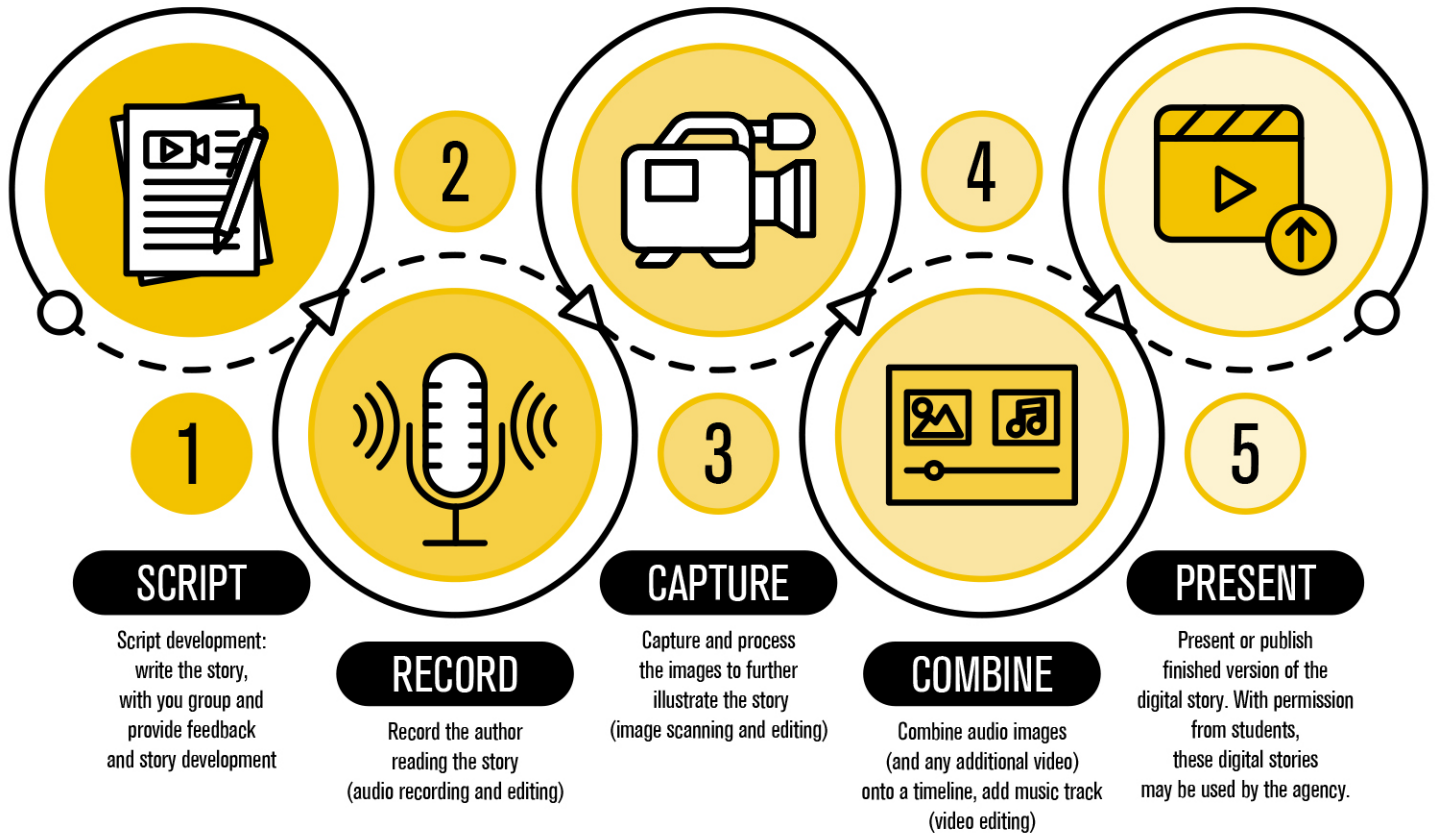 1
SCRIPT
Script development:
write the story,
with you group and
provide feedback
and story development
2
RECORD
Record the author
reading the story
(audio recording and editing)
3
CAPTURE
Capture and process
the images to further
illustrate the story
(image scanning and editing)
4
COMBINE
Combine audio images
(and any additional video)
onto a timeline, add music track
(video editing)
5
PRESENT
Present or publish
finished version of the
digital story. With permission
from students,
these digital stories
may be used by the agency.